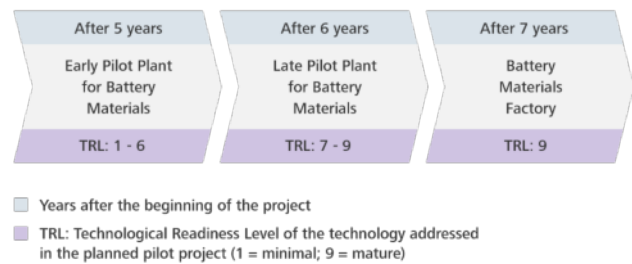 After 5 years
Early Pilot Plant
for Battery
Materials
TRL: 1 - 6
After 6 years
Late Pilot Plant
for Battery
Materials
TRL: 7 - 9
After 7 years
Battery
Materials
Factory
TRL: 9
Years after the beginning of the project
TRL: Technological Readiness Level of the technology addressed
in the planned pilot project (1 = minimal; 9 = mature)